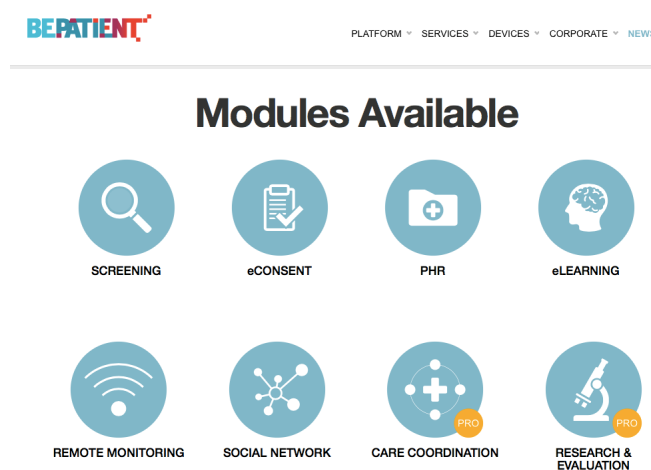 BEPATIENT
PLATFORM SERVICES DEVICES CORPORATE NEWS
Modules Available
SCREENING eCONSENT PHR eLEARNING
PRO PRO
REMOTE MONITORING SOCIAL NETWORK CARE COORDINATION RESEARCH &
EVALUATION